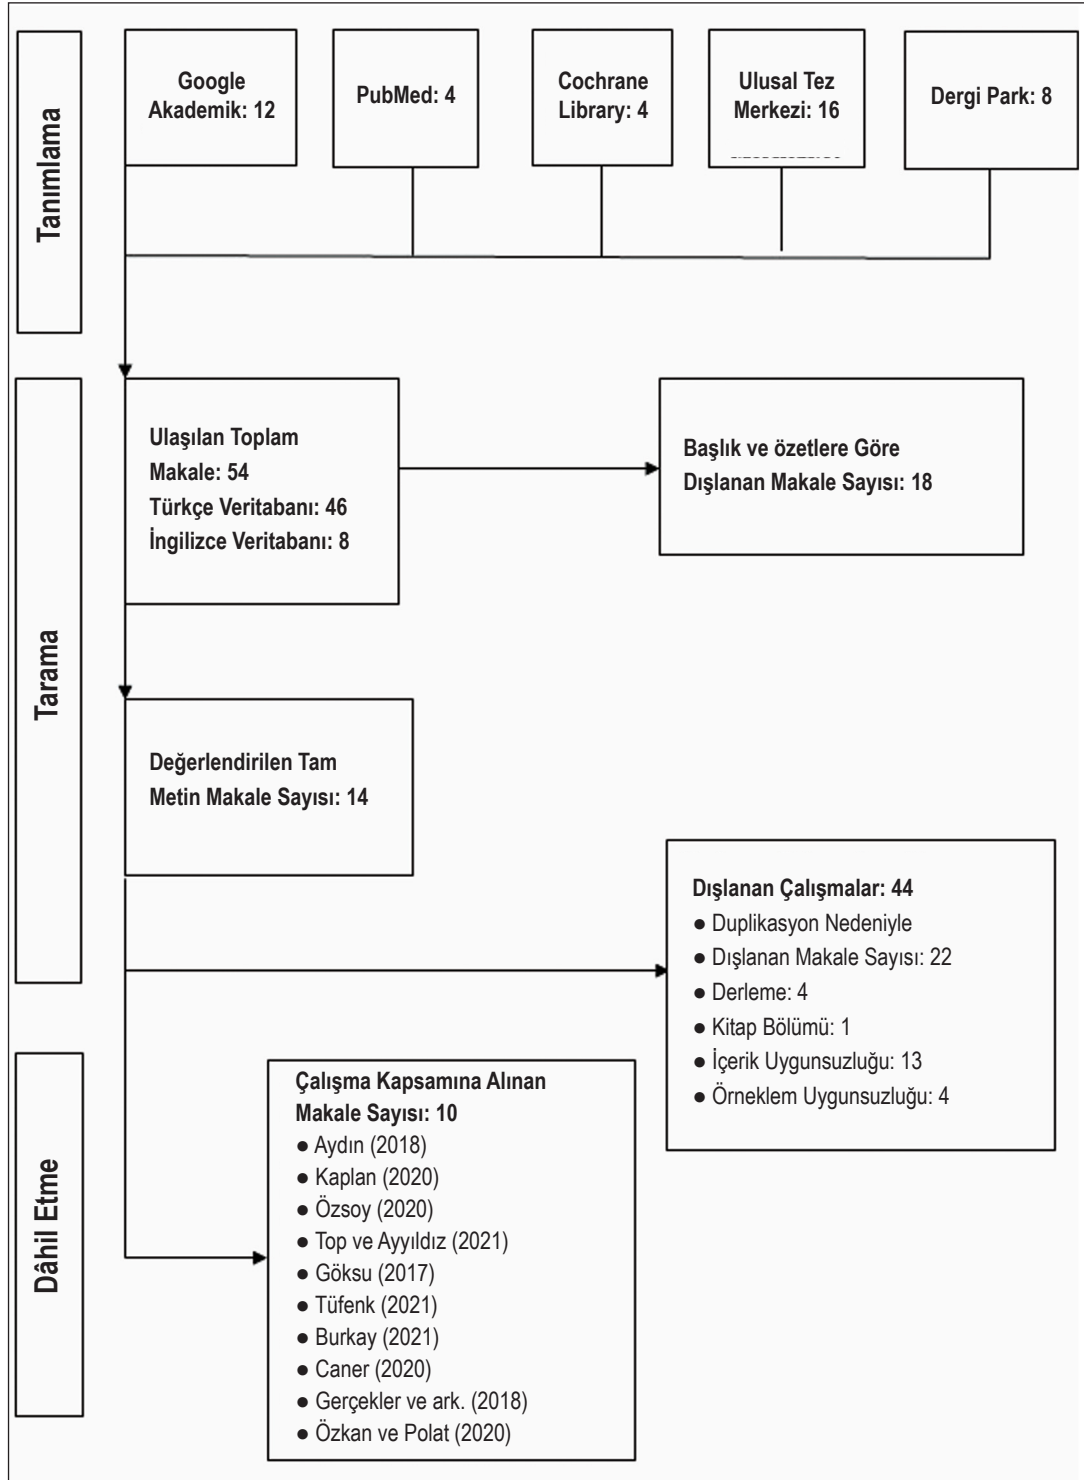 Tanımlama
Google
Akademik: 12
PubMed: 4
Cochrane
Library: 4
Ulusal Tez
Merkezi: 16
Dergi Park: 8
Tarama
Ulaşılan Toplam
Makale: 54
Türkçe Veritabanı: 46
İngilizce Veritabanı: 8
Başlık ve özetlere Göre
Dışlanan Makale Sayısı: 18
Değerlendirilen Tam
Metin Makale Sayısı: 14
Dışlanan Çalışmalar: 44
● Duplikasyon Nedeniyle
● Dışlanan Makale Sayısı: 22
● Derleme: 4
● Kitap Bölümü: 1
● İçerik Uygunsuzluğu: 13
● Örneklem Uygunsuzluğu: 4
Dâhil Etme
Çalışma Kapsamına Alınan
Makale Sayısı: 10
● Aydın (2018)
● Kaplan (2020)
● Özsoy (2020)
● Top ve Ayyıldız (2021)
● Göksu (2017)
● Tüfenk (2021)
● Burkay (2021)
● Caner (2020)
● Gerçekler ve ark. (2018)
● Özkan ve Polat (2020)